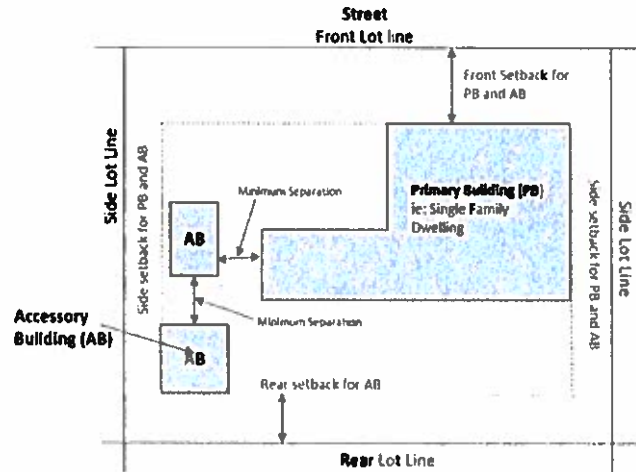 Street
Front Lot line
Front Setback for
PB and AB
Side Lot Line
Side setback for PB and AB
Minimum Separation
Primary Building (PB)
ie: Single Family
Dwelling
AB
Side setback for PB and AB
Side Lot Line
Accessory
Building (AB)
Minimum Separation
AB
Rear setback for AB
Rear Lot Line